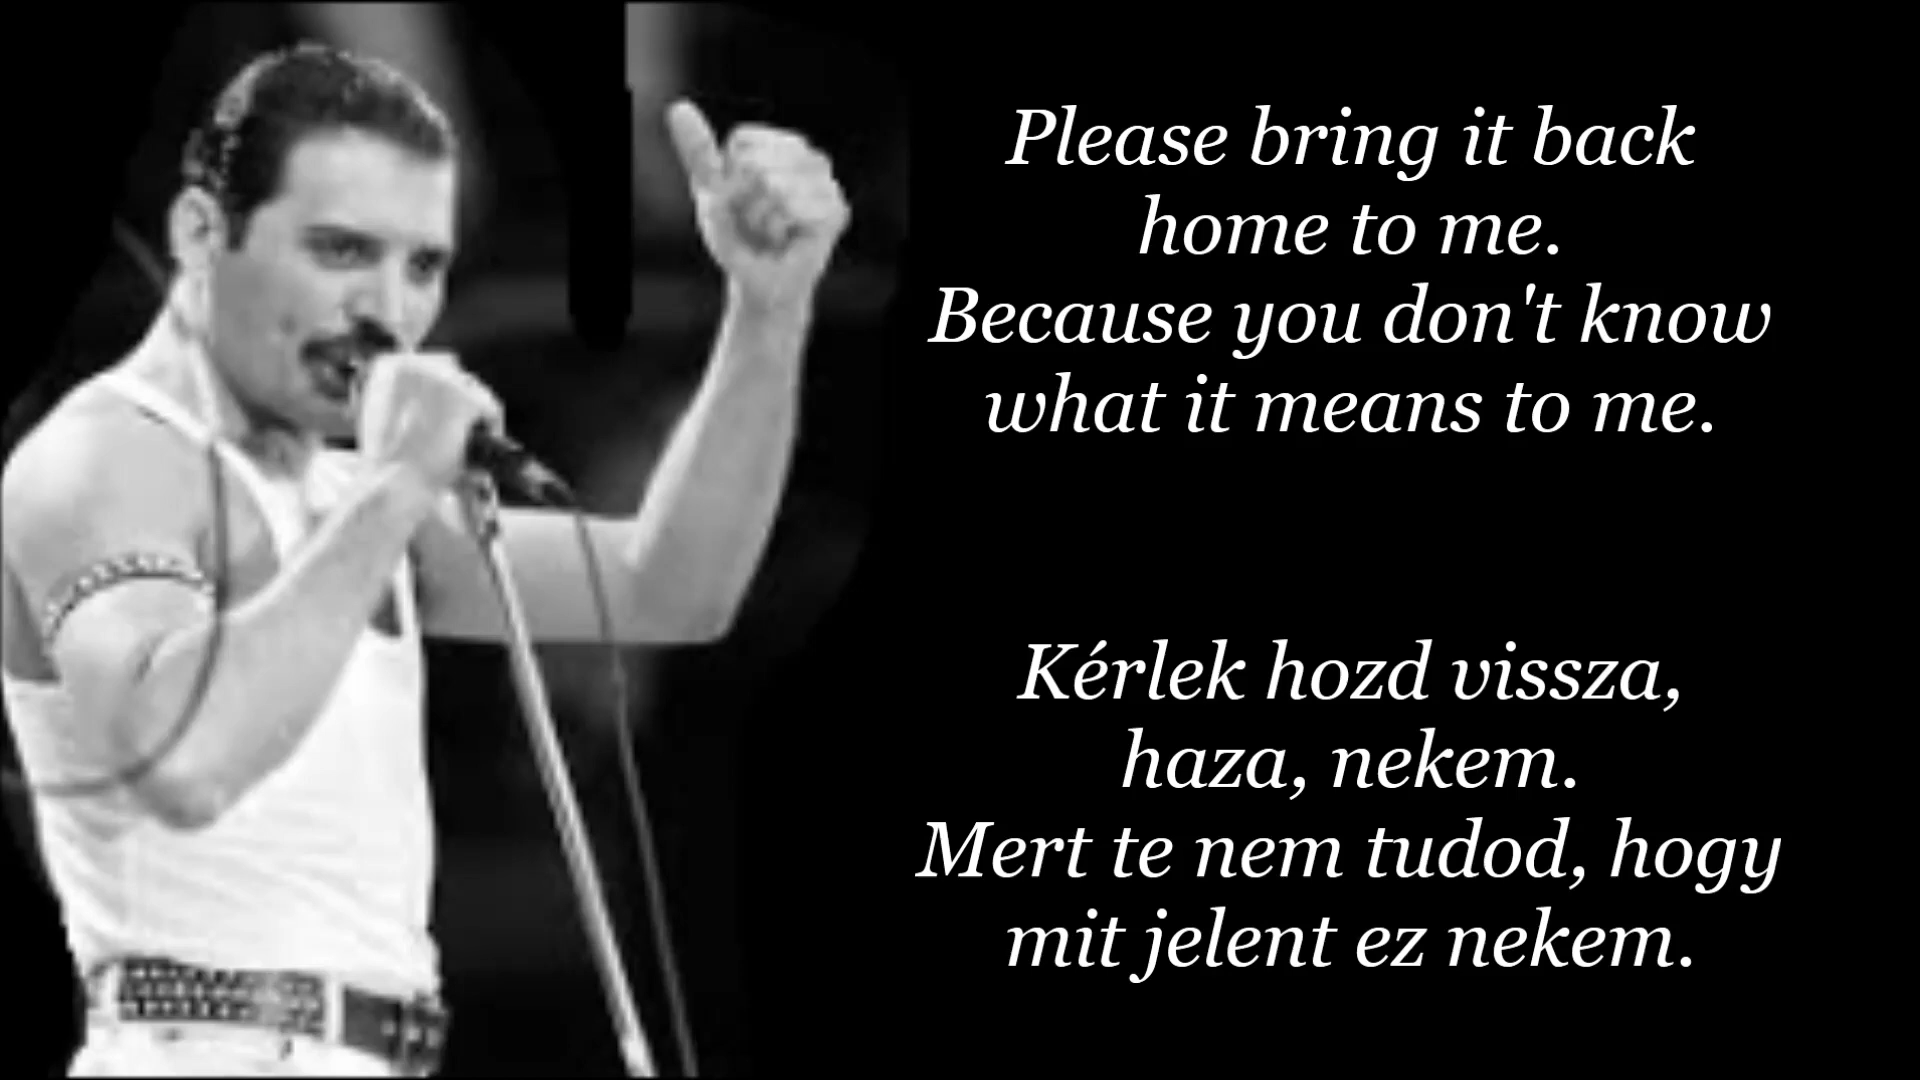 Please bring it back
home to me.
Because you don't know
what it means to me.
Kérlek hozd vissza,
haza, nekem.
Mert te nem tudod, hogy
mit jelent ez nekem.